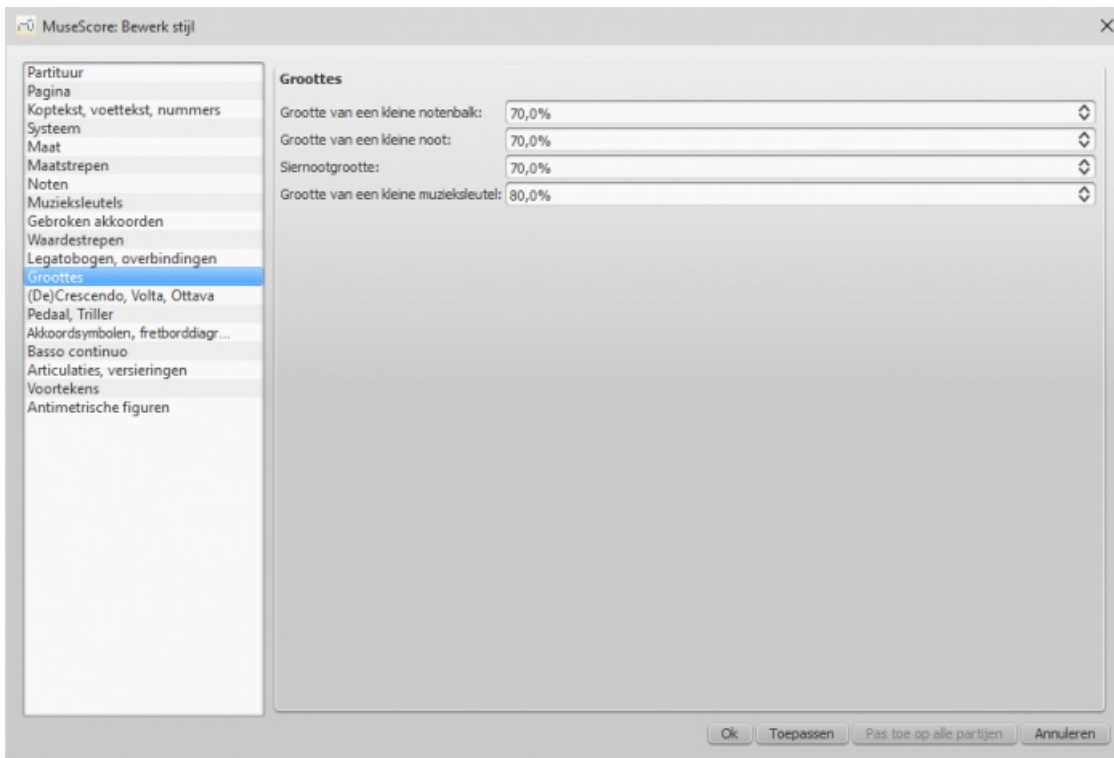 MuseScore: Bewerk stijl
Partituur
Pagina
Koptekst, voettekst, nummers
Systeem
Maat
Maatstrepen
Noten
Muzieksleutels
Gebroken akkoorden
Waardestrepen
Legatobogen, overbindingen
Groottes
(De)Crescendo, Volta, Ottava
Pedaal, Triller
Akkoordsymbolen, fretborddiagr...
Basso continuo
Articulaties, versieringen
Voortekens
Antimetrische figuren
Groottes
Grootte van een kleine notenbalk: 70,0%
Grootte van een kleine noot: 70,0%
Siernootgrootte: 70,0%
Grootte van een kleine muzieksleutel: 80,0%
Ok Toepassen Pas toe op alle partijen Annuleren